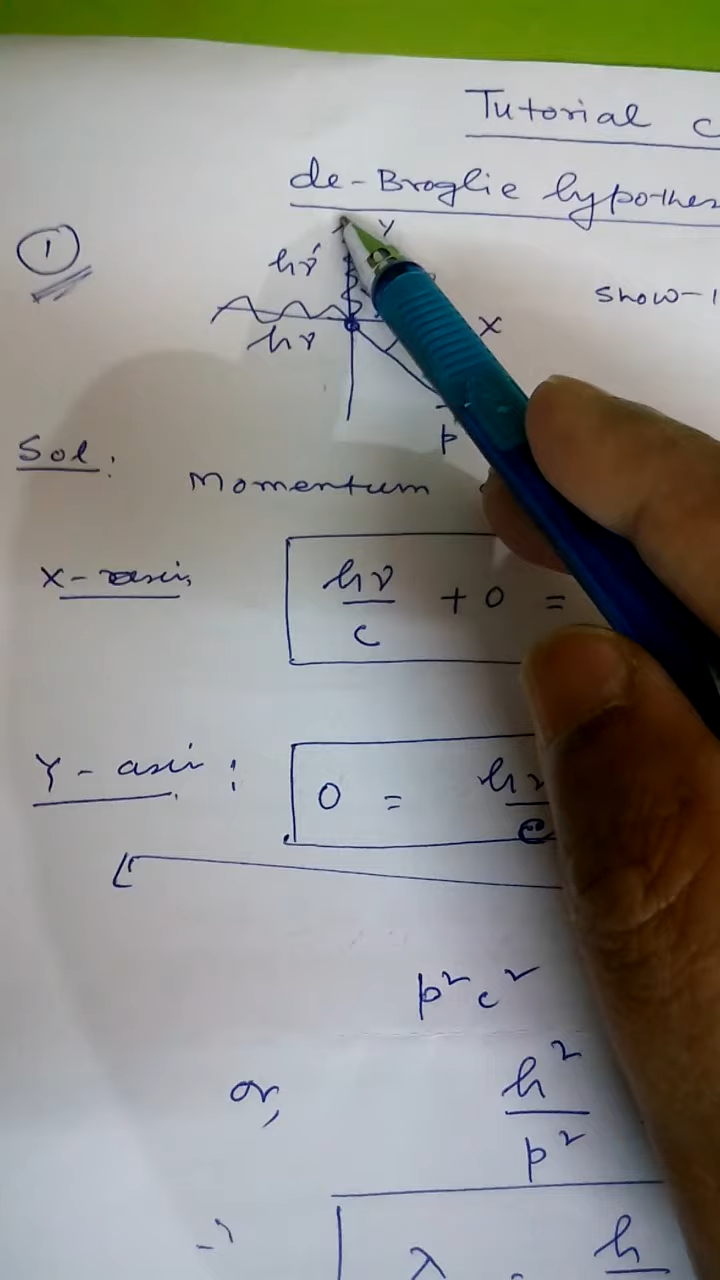 Tutorial
de-Broglie hypothes
1
Y
hν'
show
X
hν
p
Sol:
Momentum
X-axis
hν/c + 0 =
Y-axis:
0 = hν/c
p²c²
or, h²/p²
λ h